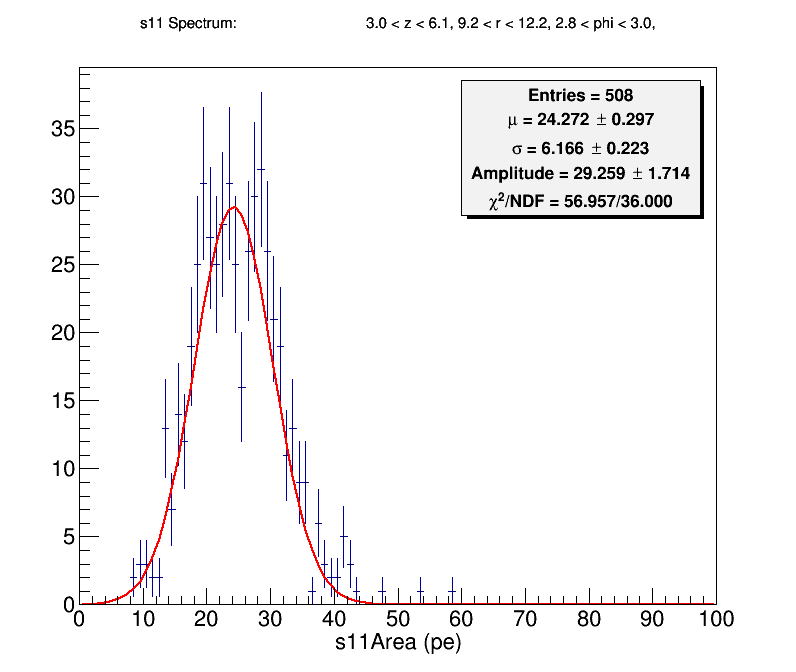 s11 Spectrum: 3.0 < z < 6.1, 9.2 < r < 12.2, 2.8 < phi < 3.0,
Entries = 508
μ = 24.272 ± 0.297
σ = 6.166 ± 0.223
Amplitude = 29.259 ± 1.714
χ²/NDF = 56.957/36.000
35
30
25
20
15
10
5
0
0 10 20 30 40 50 60 70 80 90 100
s11Area (pe)